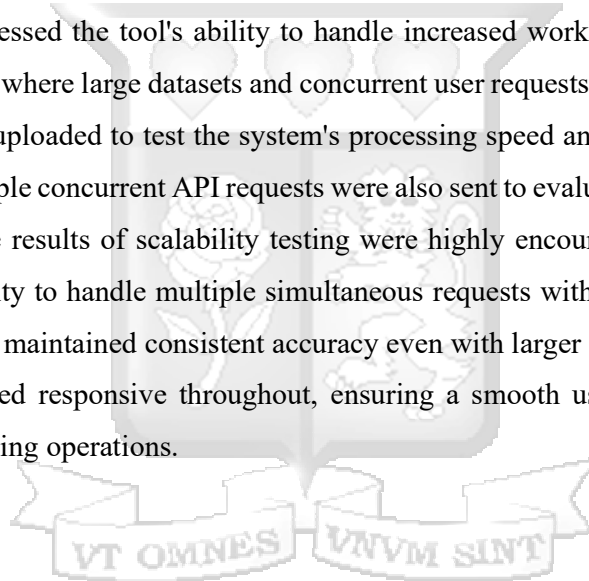 essed the tool's ability to handle increased work
where large datasets and concurrent user requests
uploaded to test the system's processing speed an
ple concurrent API requests were also sent to evalu
e results of scalability testing were highly encour
ity to handle multiple simultaneous requests with
maintained consistent accuracy even with larger
ed responsive throughout, ensuring a smooth us
ing operations.
VT OMNES VNVM SINT